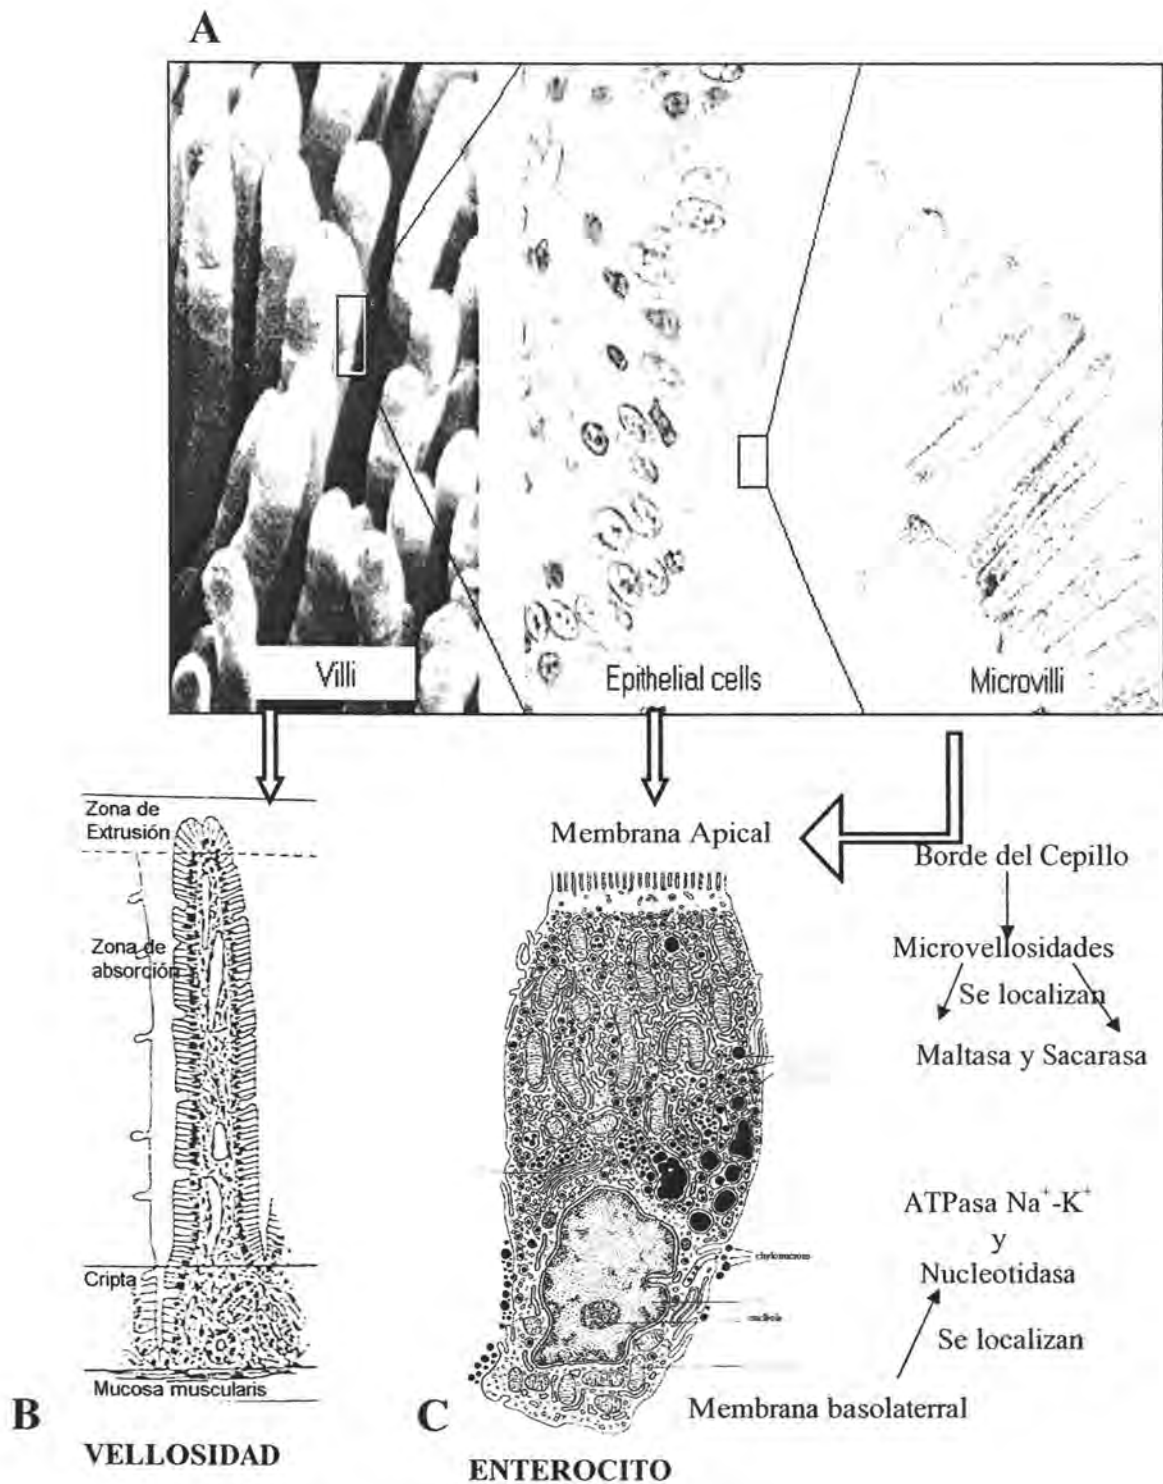 A
Villi
Epithelial cells
Microvilli
Zona de
Extrusión
Zona de
absorción
Cripta
Mucosa muscularis
B
VELLOSIDAD
Membrana Apical
Borde del Cepillo
Microvellosidades
Se localizan
Maltasa y Sacarasa
ATPasa Na⁺-K⁺
y
Nucleotidasa
Se localizan
Membrana basolaterral
C
ENTEROCITO